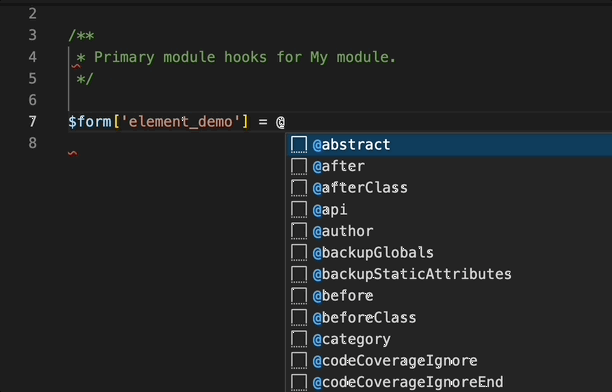 2
3 /**
4 * Primary module hooks for My module.
5 */
6
7 $form['element_demo'] = @
8
@abstract
@after
@afterClass
@api
@author
@backupGlobals
@backupStaticAttributes
@before
@beforeClass
@category
@codeCoverageIgnore
@codeCoverageIgnoreEnd